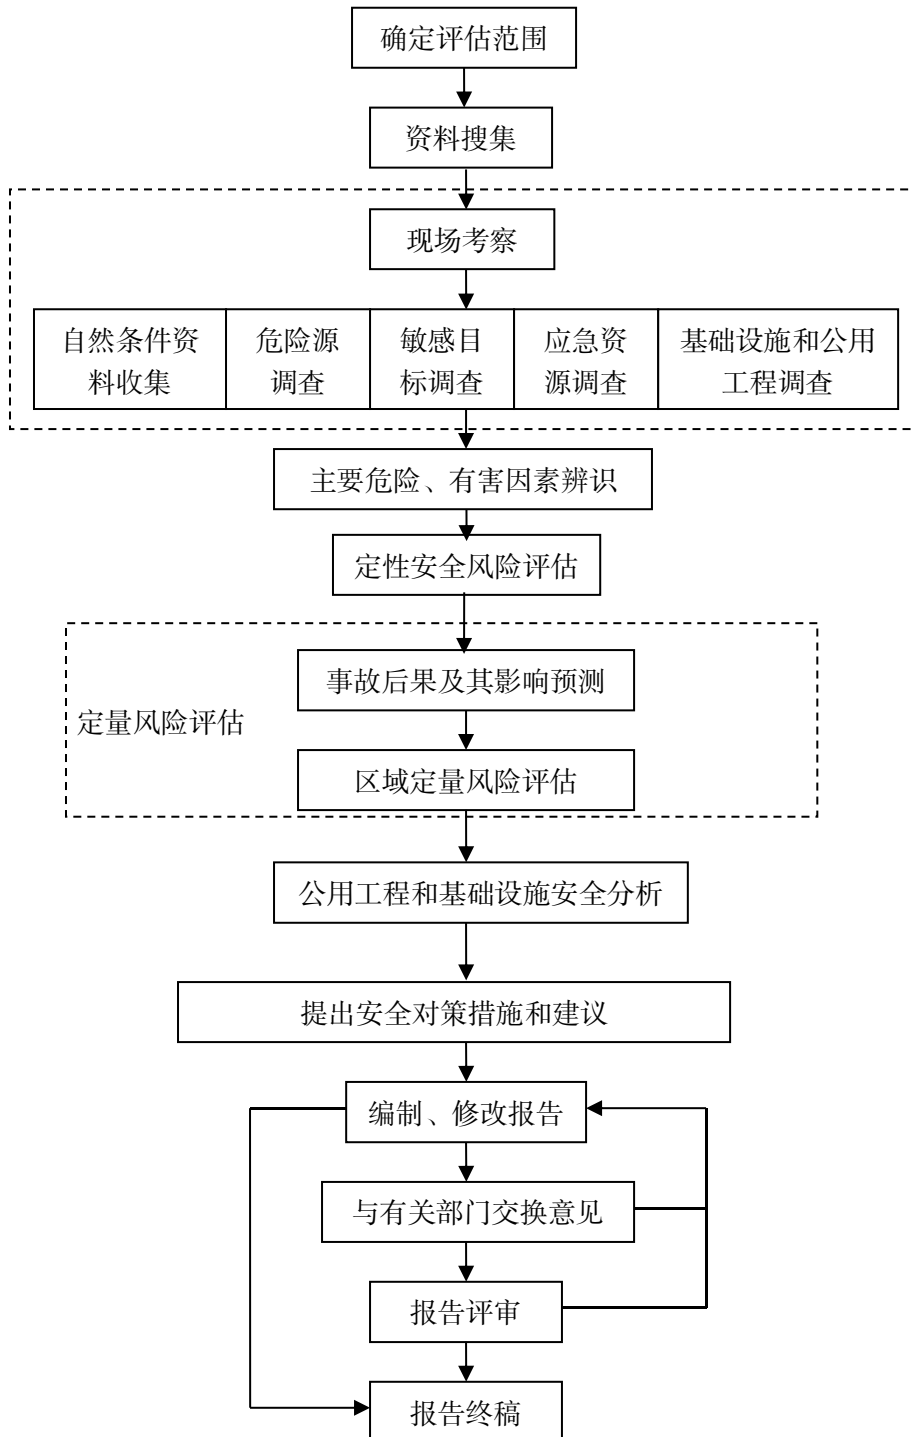 确定评估范围
资料搜集
现场考察
自然条件资
料收集
危险源
调查
敏感目
标调查
应急资
源调查
基础设施和公用
工程调查
主要危险、有害因素辨识
定性安全风险评估
事故后果及其影响预测
定量风险评估
区域定量风险评估
公用工程和基础设施安全分析
提出安全对策措施和建议
编制、修改报告
与有关部门交换意见
报告评审
报告终稿